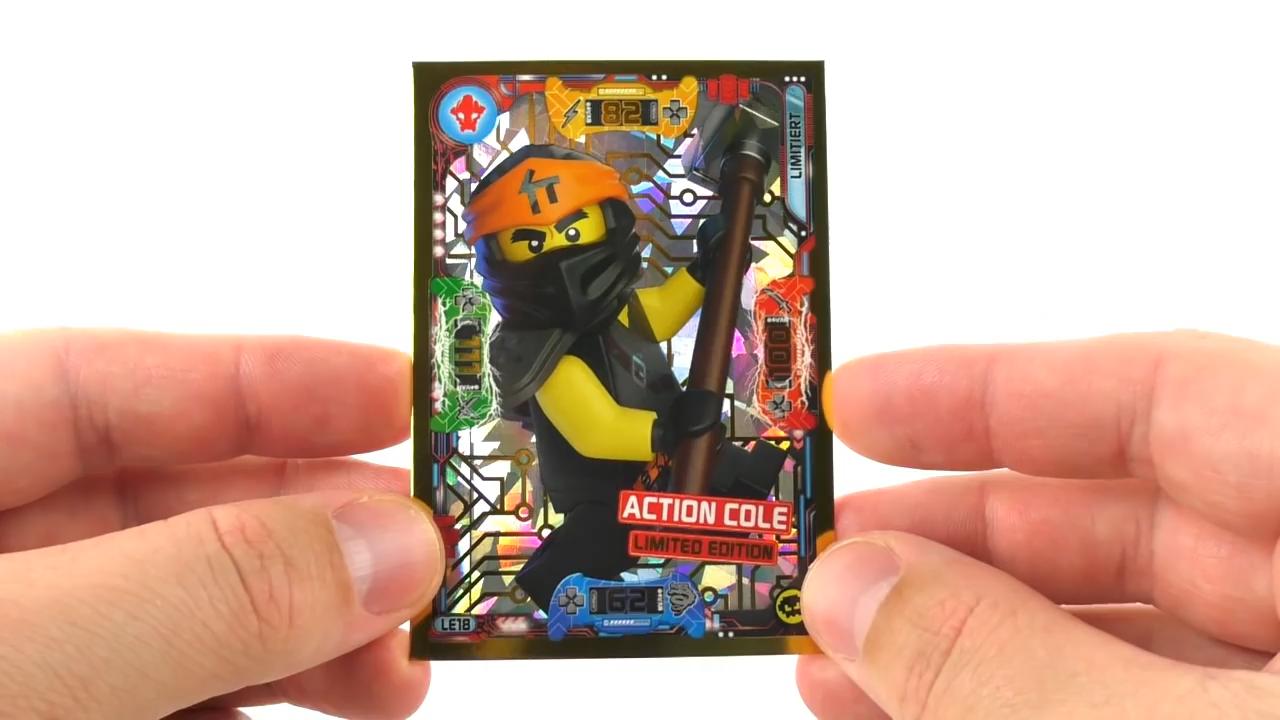 82
LIMITIERT
111
100
ACTION COLE
LIMITED EDITION
62
LE18